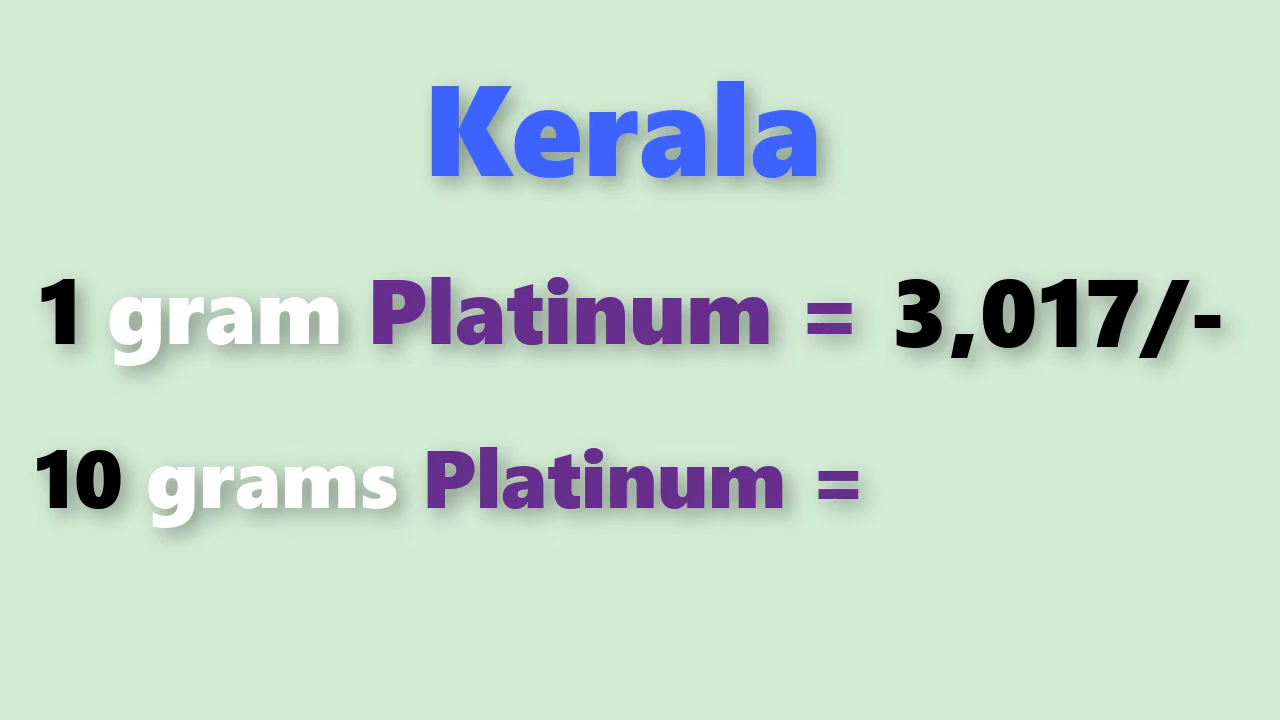 Kerala
1 gram Platinum = 3,017/-
10 grams Platinum =